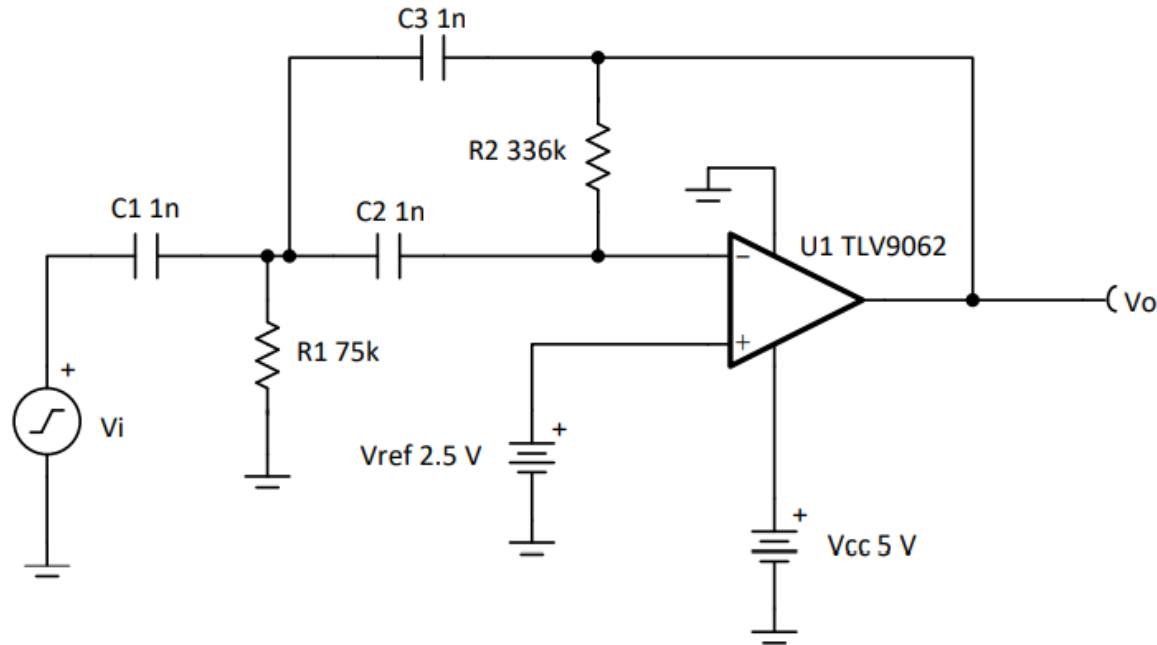 C3 1n
R2 336k
C1 1n
C2 1n
U1 TLV9062
−
+
Vo
R1 75k
+
Vi
+
Vref 2.5 V
+
Vcc 5 V